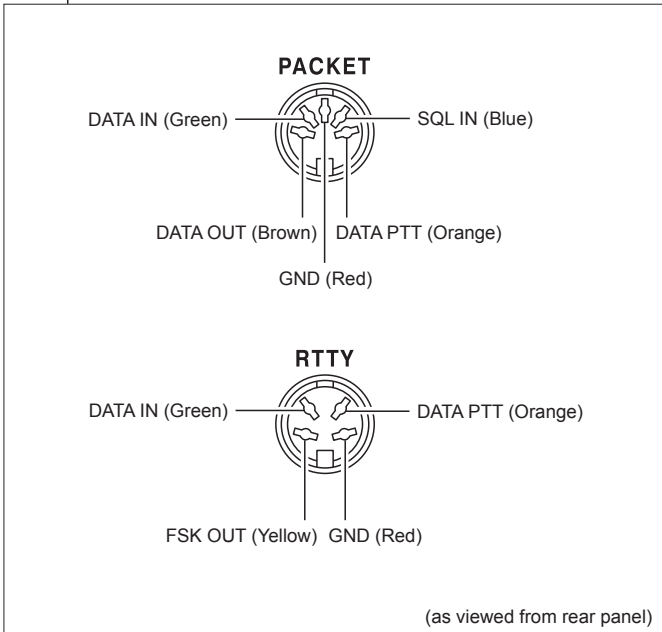 PACKET
DATA IN (Green)
SQL IN (Blue)
DATA OUT (Brown)
DATA PTT (Orange)
GND (Red)
RTTY
DATA IN (Green)
DATA PTT (Orange)
FSK OUT (Yellow)
GND (Red)
(as viewed from rear panel)